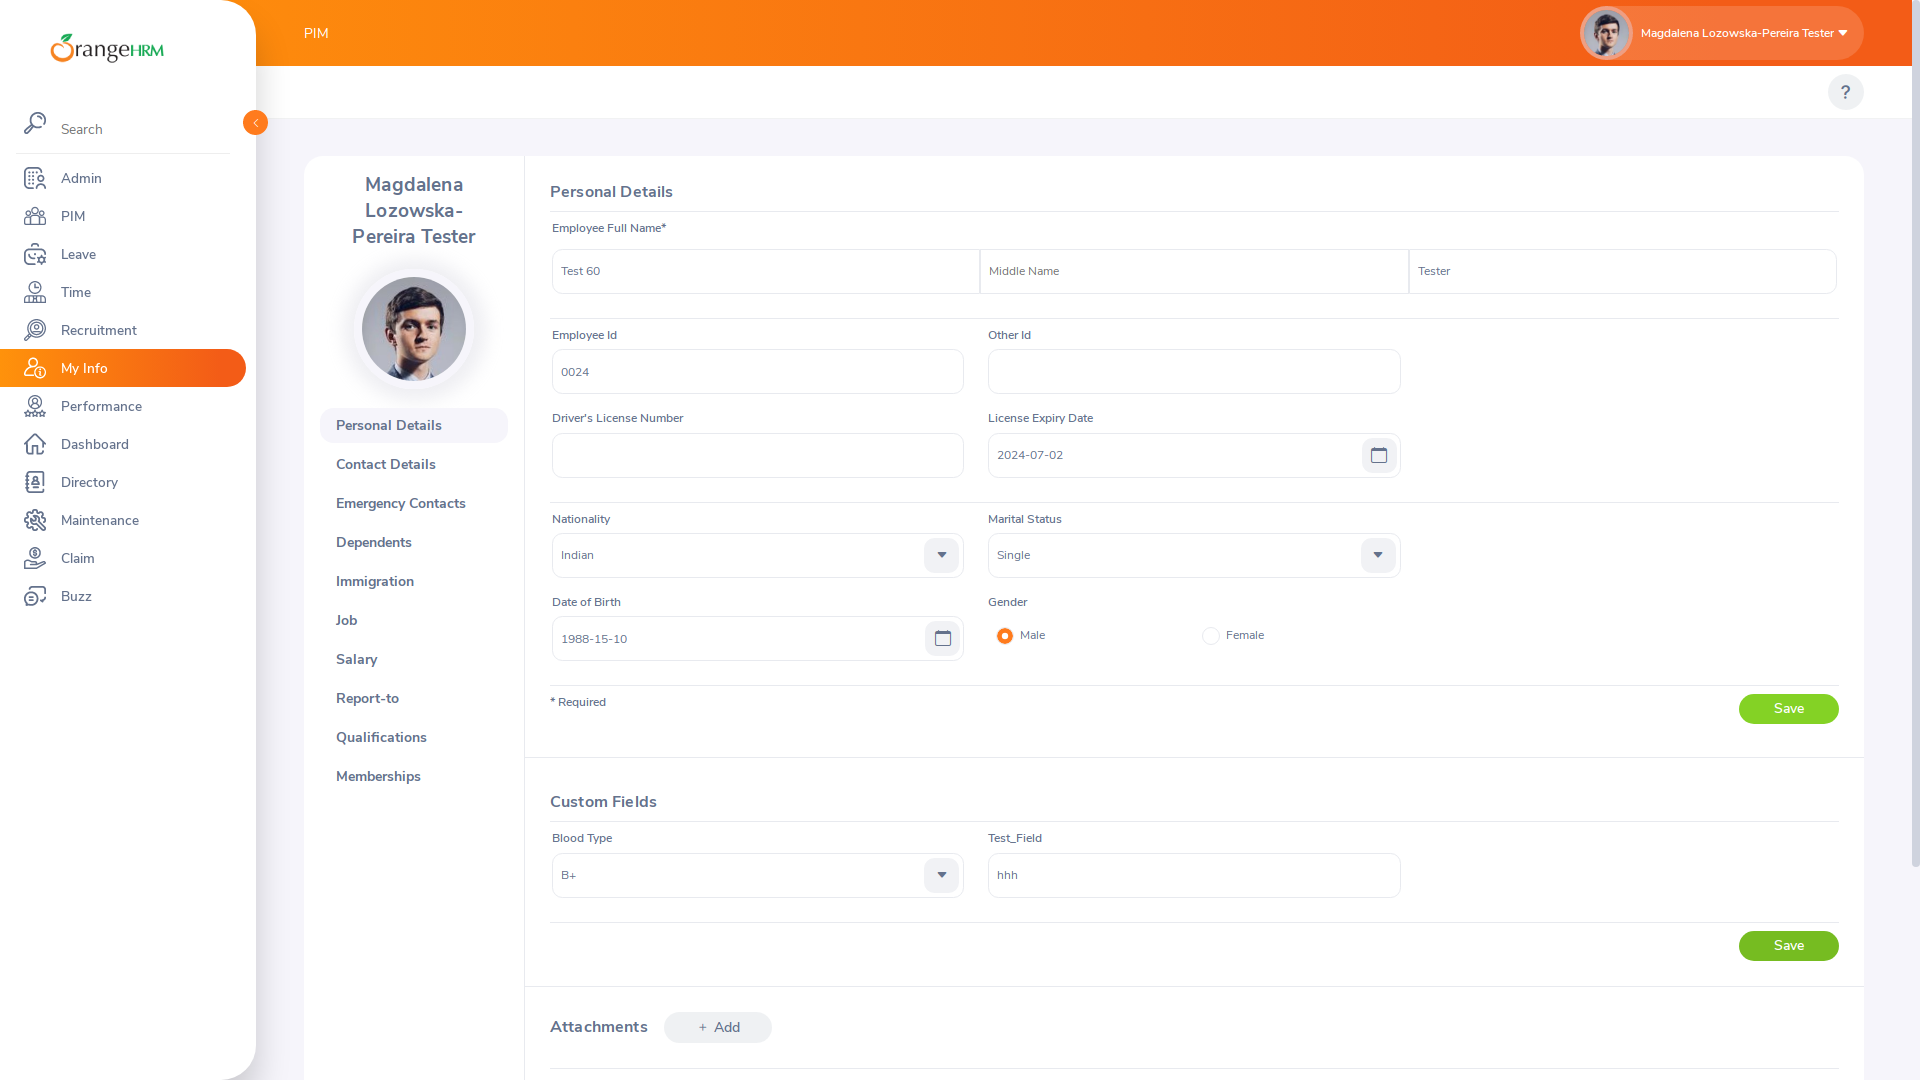 OrangeHRM
Search
Admin
PIM
Leave
Time
Recruitment
My Info
Performance
Dashboard
Directory
Maintenance
Claim
Buzz
PIM
Magdalena Lozowska-Pereira Tester
?
Magdalena
Lozowska-
Pereira Tester
Personal Details
Contact Details
Emergency Contacts
Dependents
Immigration
Job
Salary
Report-to
Qualifications
Memberships
Personal Details
Employee Full Name*
Test 60 Middle Name Tester
Employee Id Other Id
0024
Driver's License Number License Expiry Date
2024-07-02
Nationality Marital Status
Indian Single
Date of Birth Gender
1988-15-10 Male Female
* Required Save
Custom Fields
Blood Type Test_Field
B+ hhh
Save
Attachments + Add